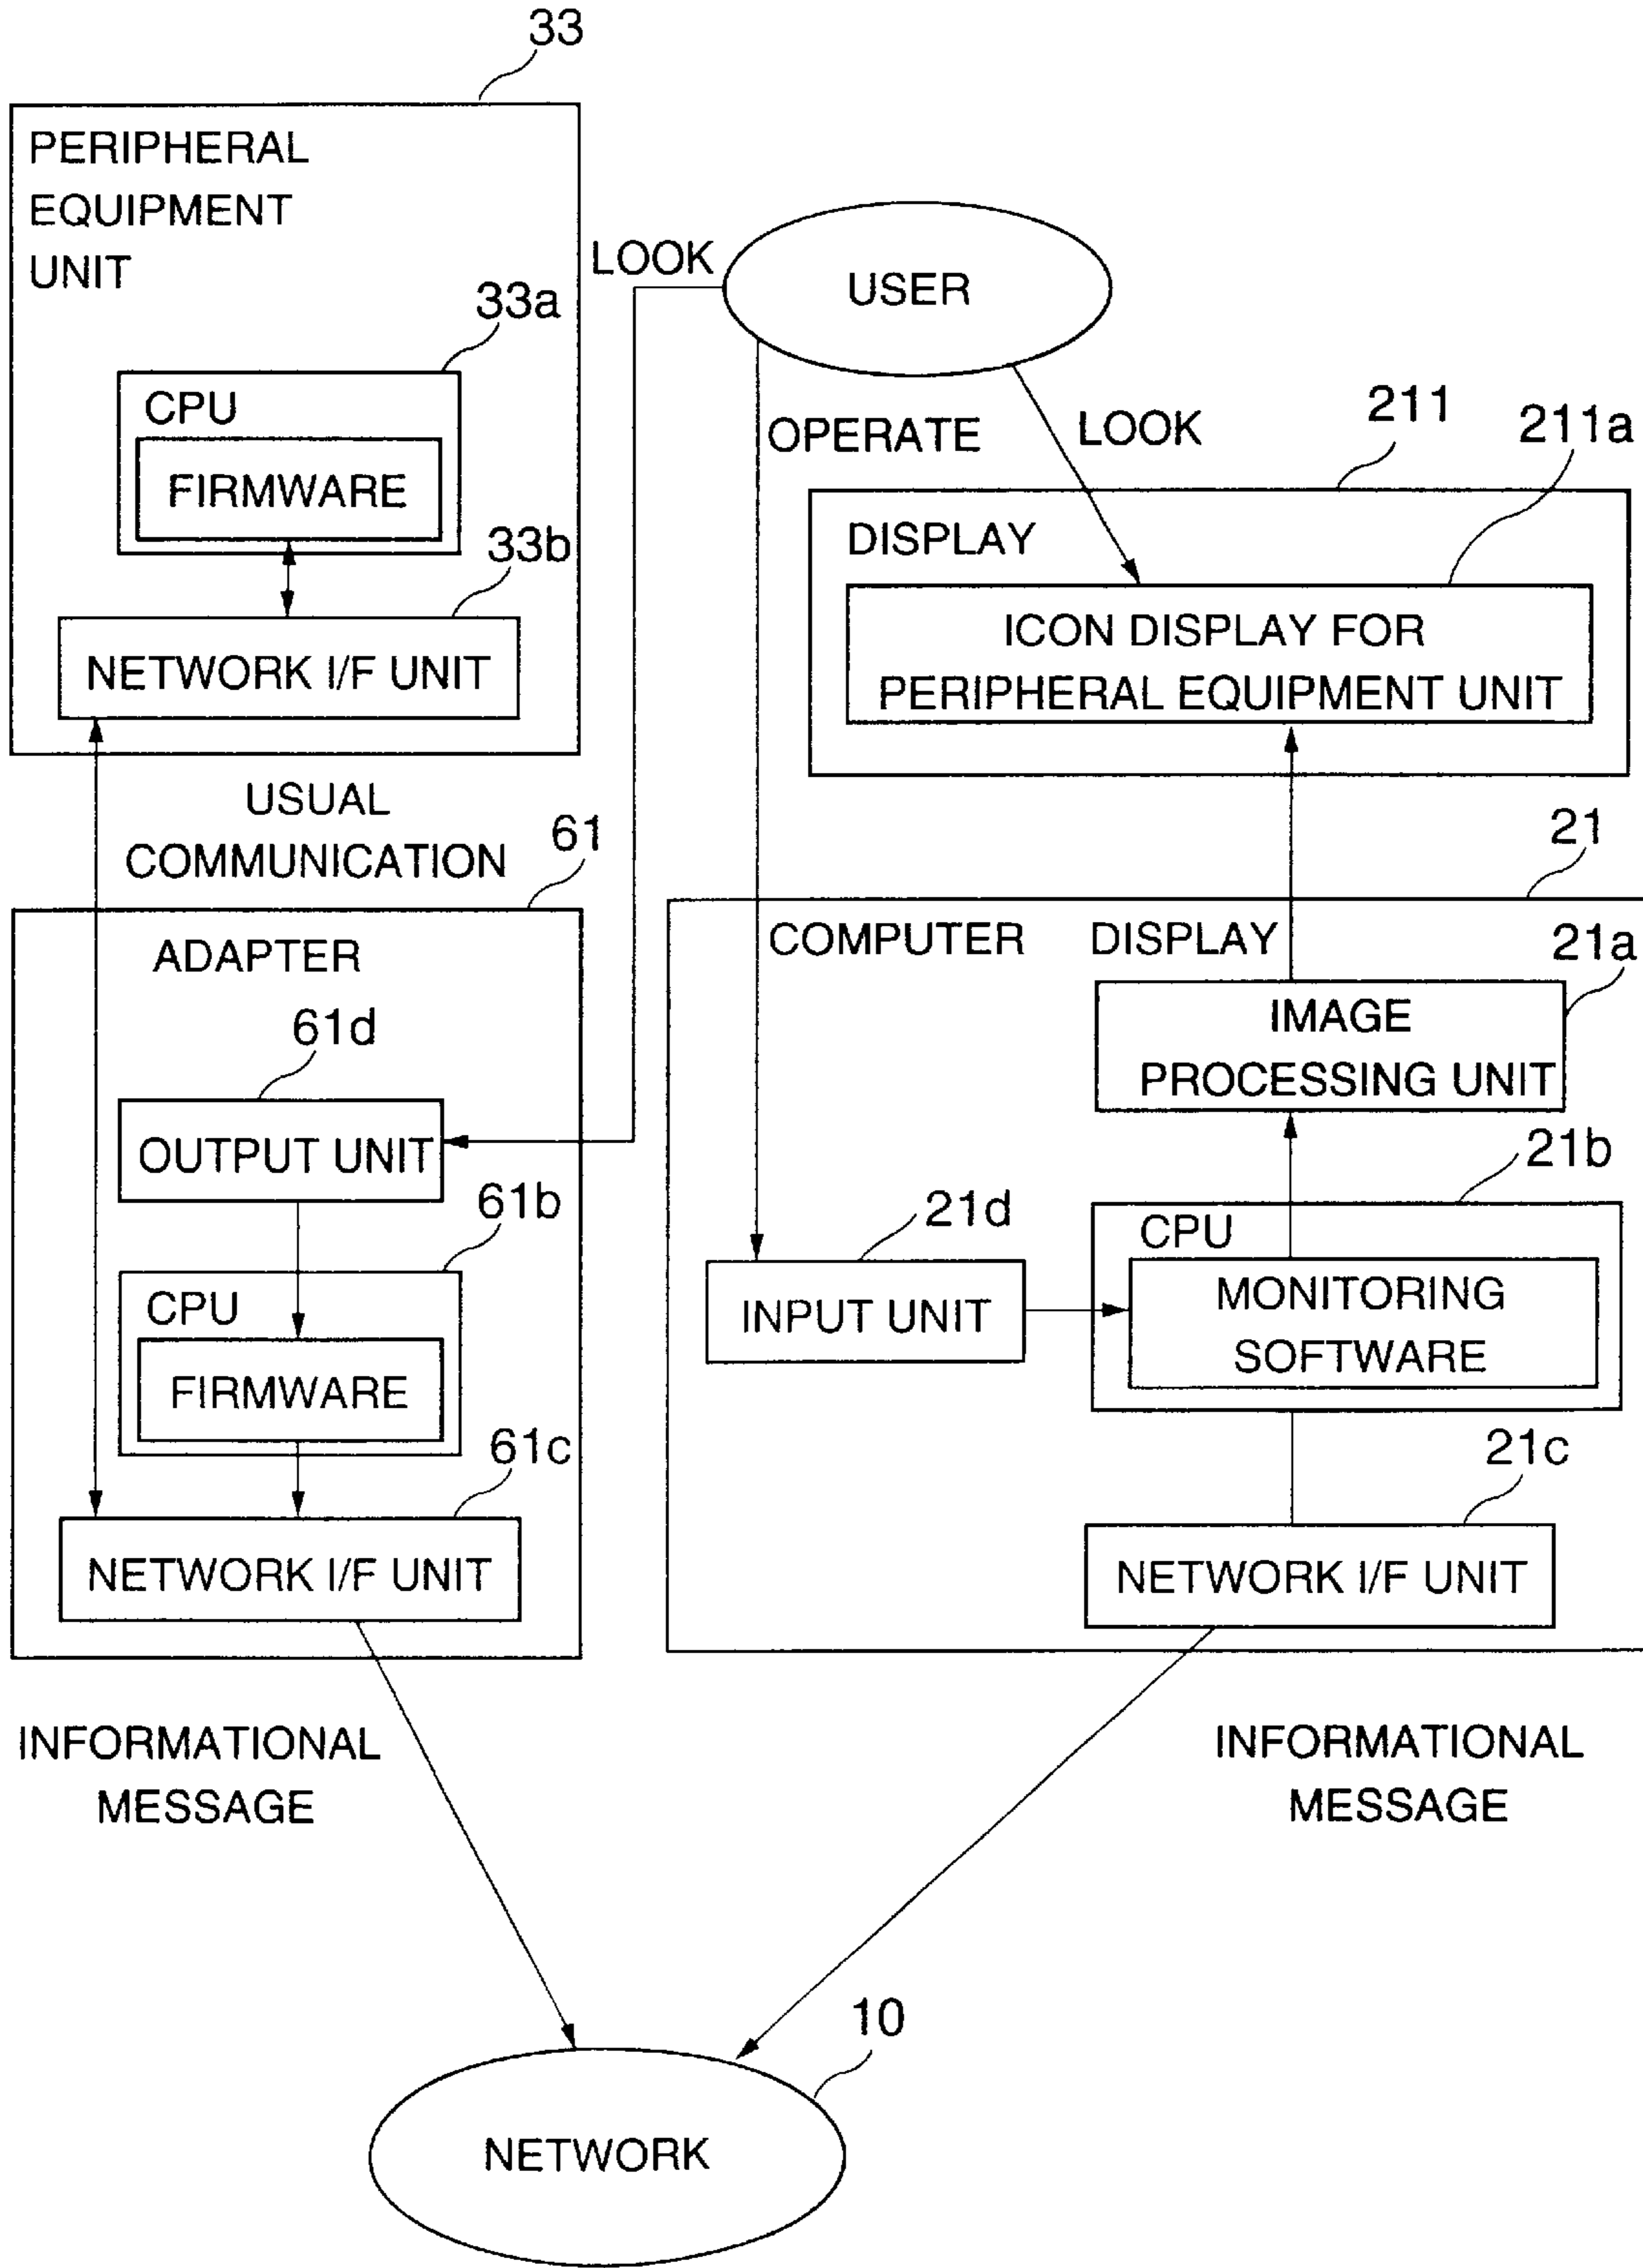 33
PERIPHERAL
EQUIPMENT
UNIT
33a
CPU
FIRMWARE
33b
NETWORK I/F UNIT
USUAL
COMMUNICATION
LOOK
USER
OPERATE
LOOK
211
211a
DISPLAY
ICON DISPLAY FOR
PERIPHERAL EQUIPMENT UNIT
61
ADAPTER
61d
OUTPUT UNIT
61b
CPU
FIRMWARE
61c
NETWORK I/F UNIT
21
COMPUTER
DISPLAY
21a
IMAGE
PROCESSING UNIT
21b
CPU
MONITORING
SOFTWARE
21d
INPUT UNIT
21c
NETWORK I/F UNIT
INFORMATIONAL
MESSAGE
INFORMATIONAL
MESSAGE
10
NETWORK